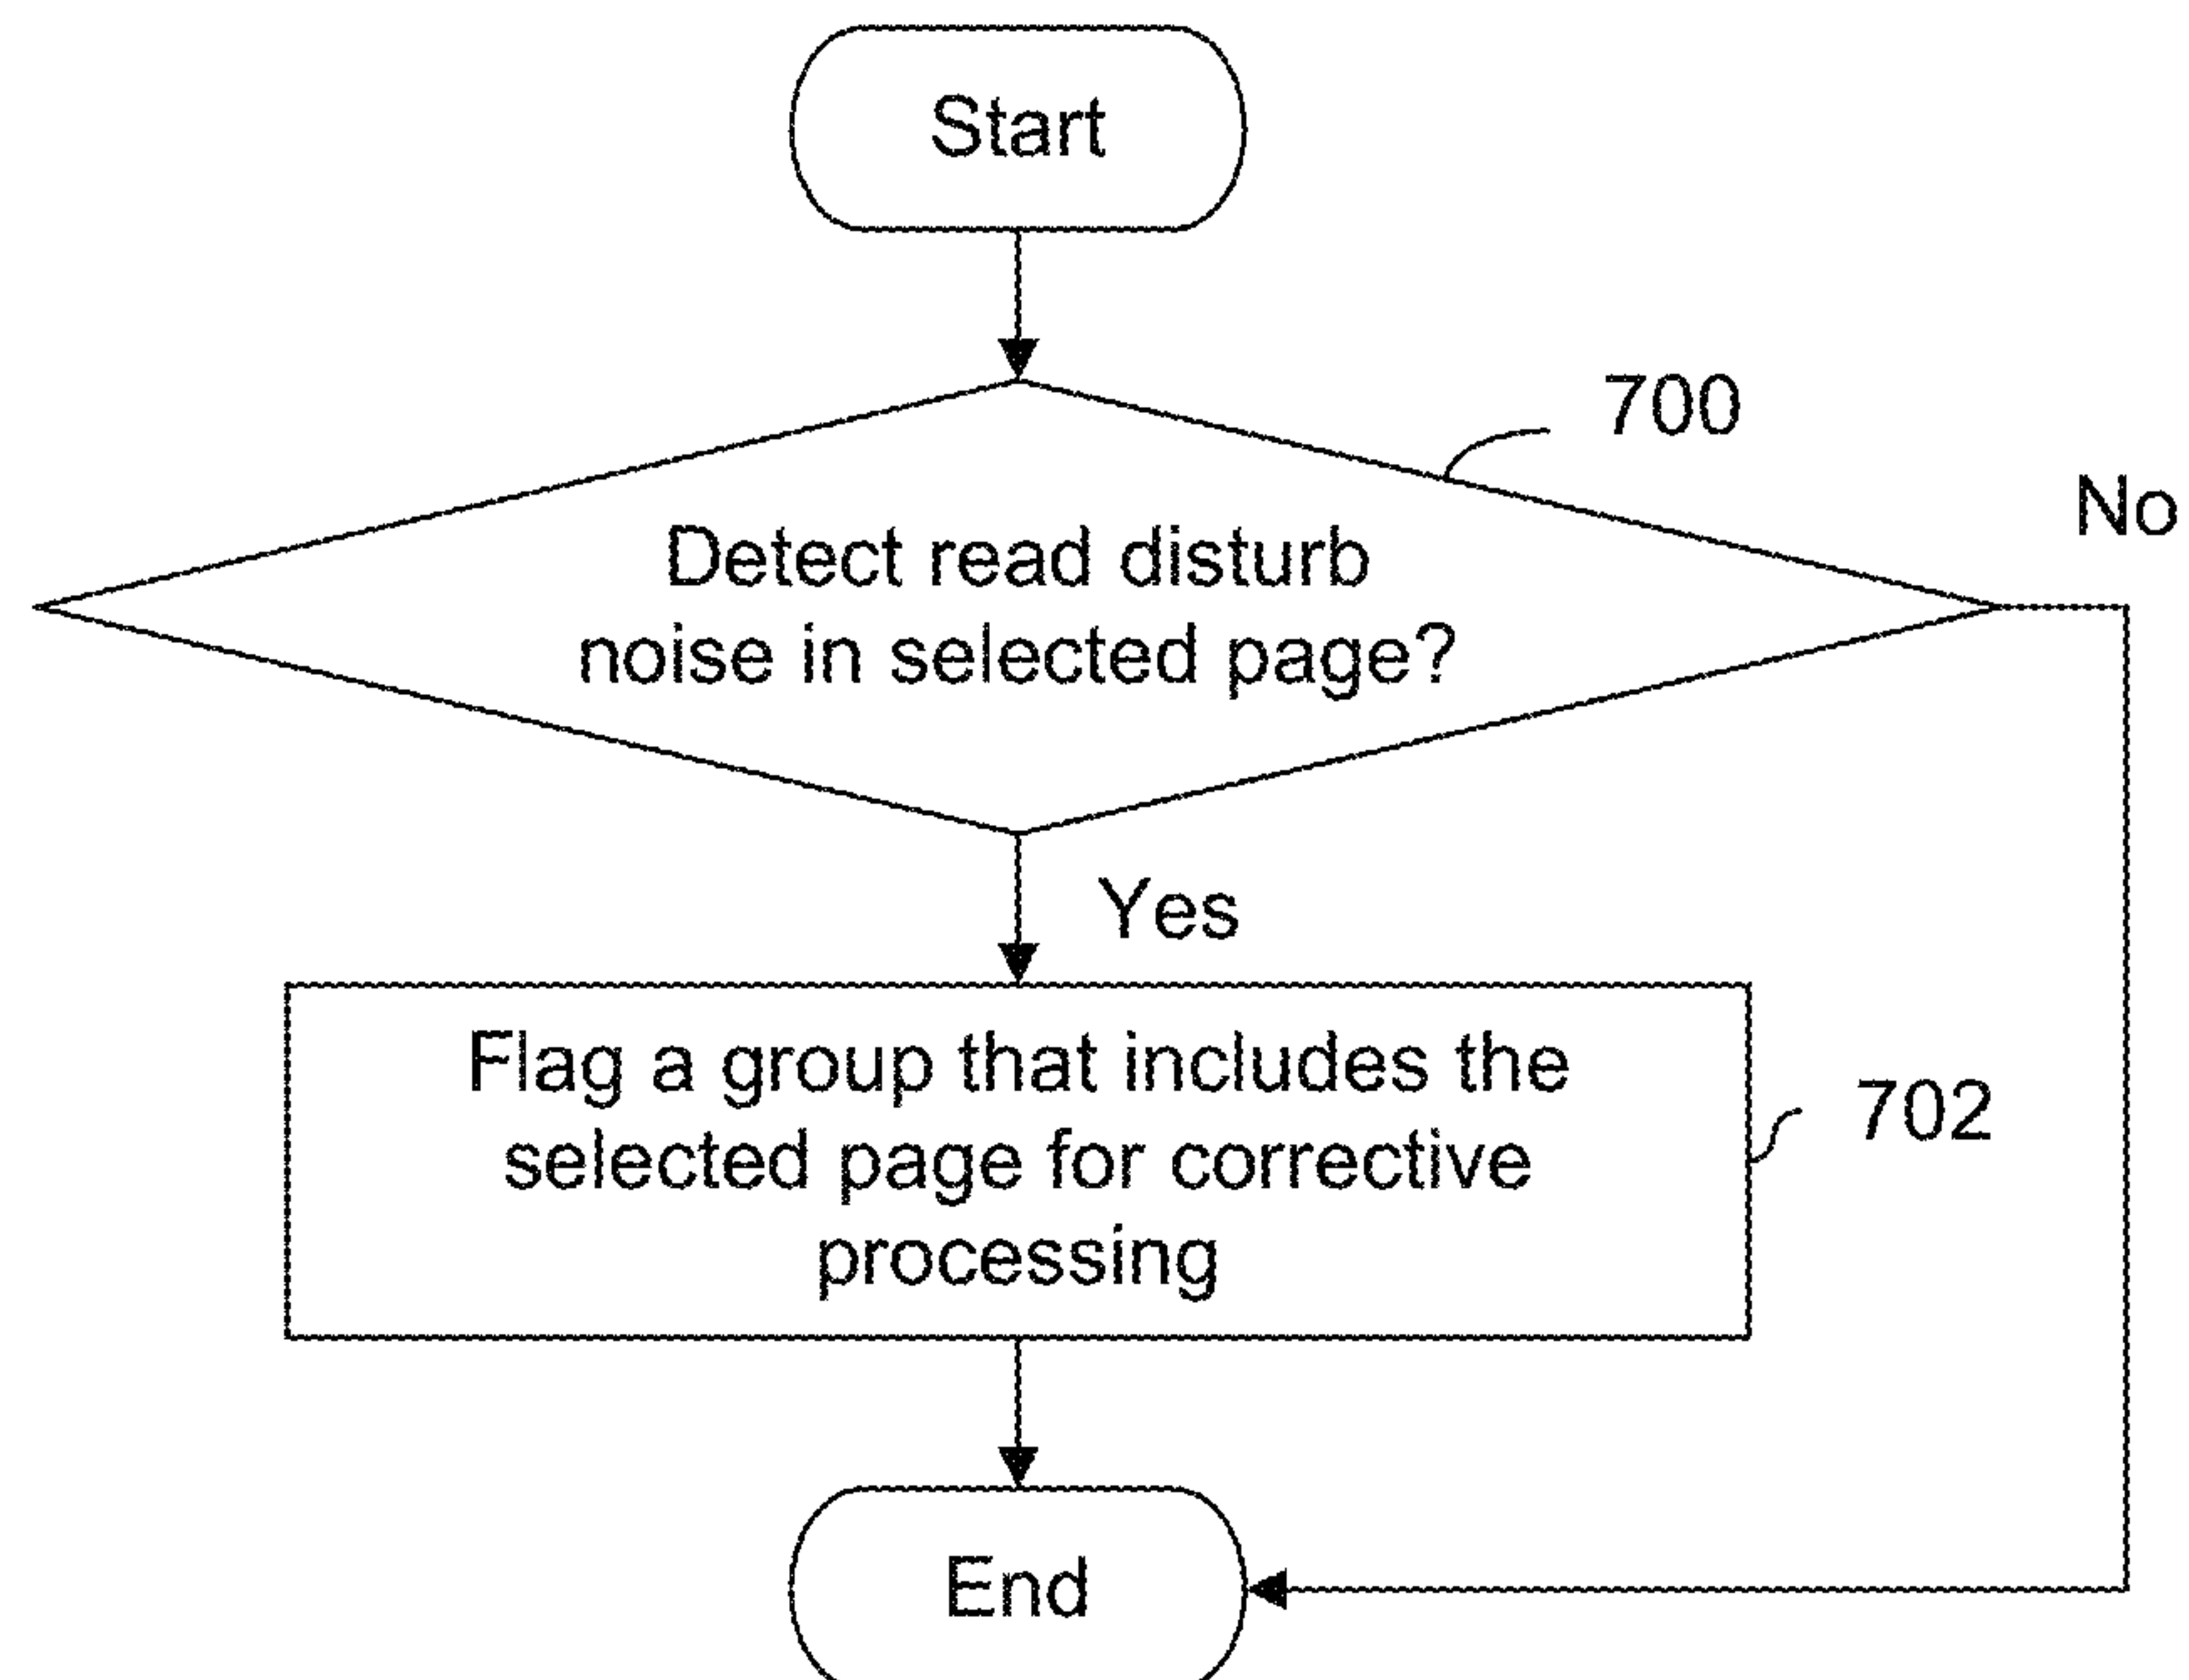 Start
700
No
Detect read disturb
noise in selected page?
Yes
Flag a group that includes the
selected page for corrective
processing
702
End